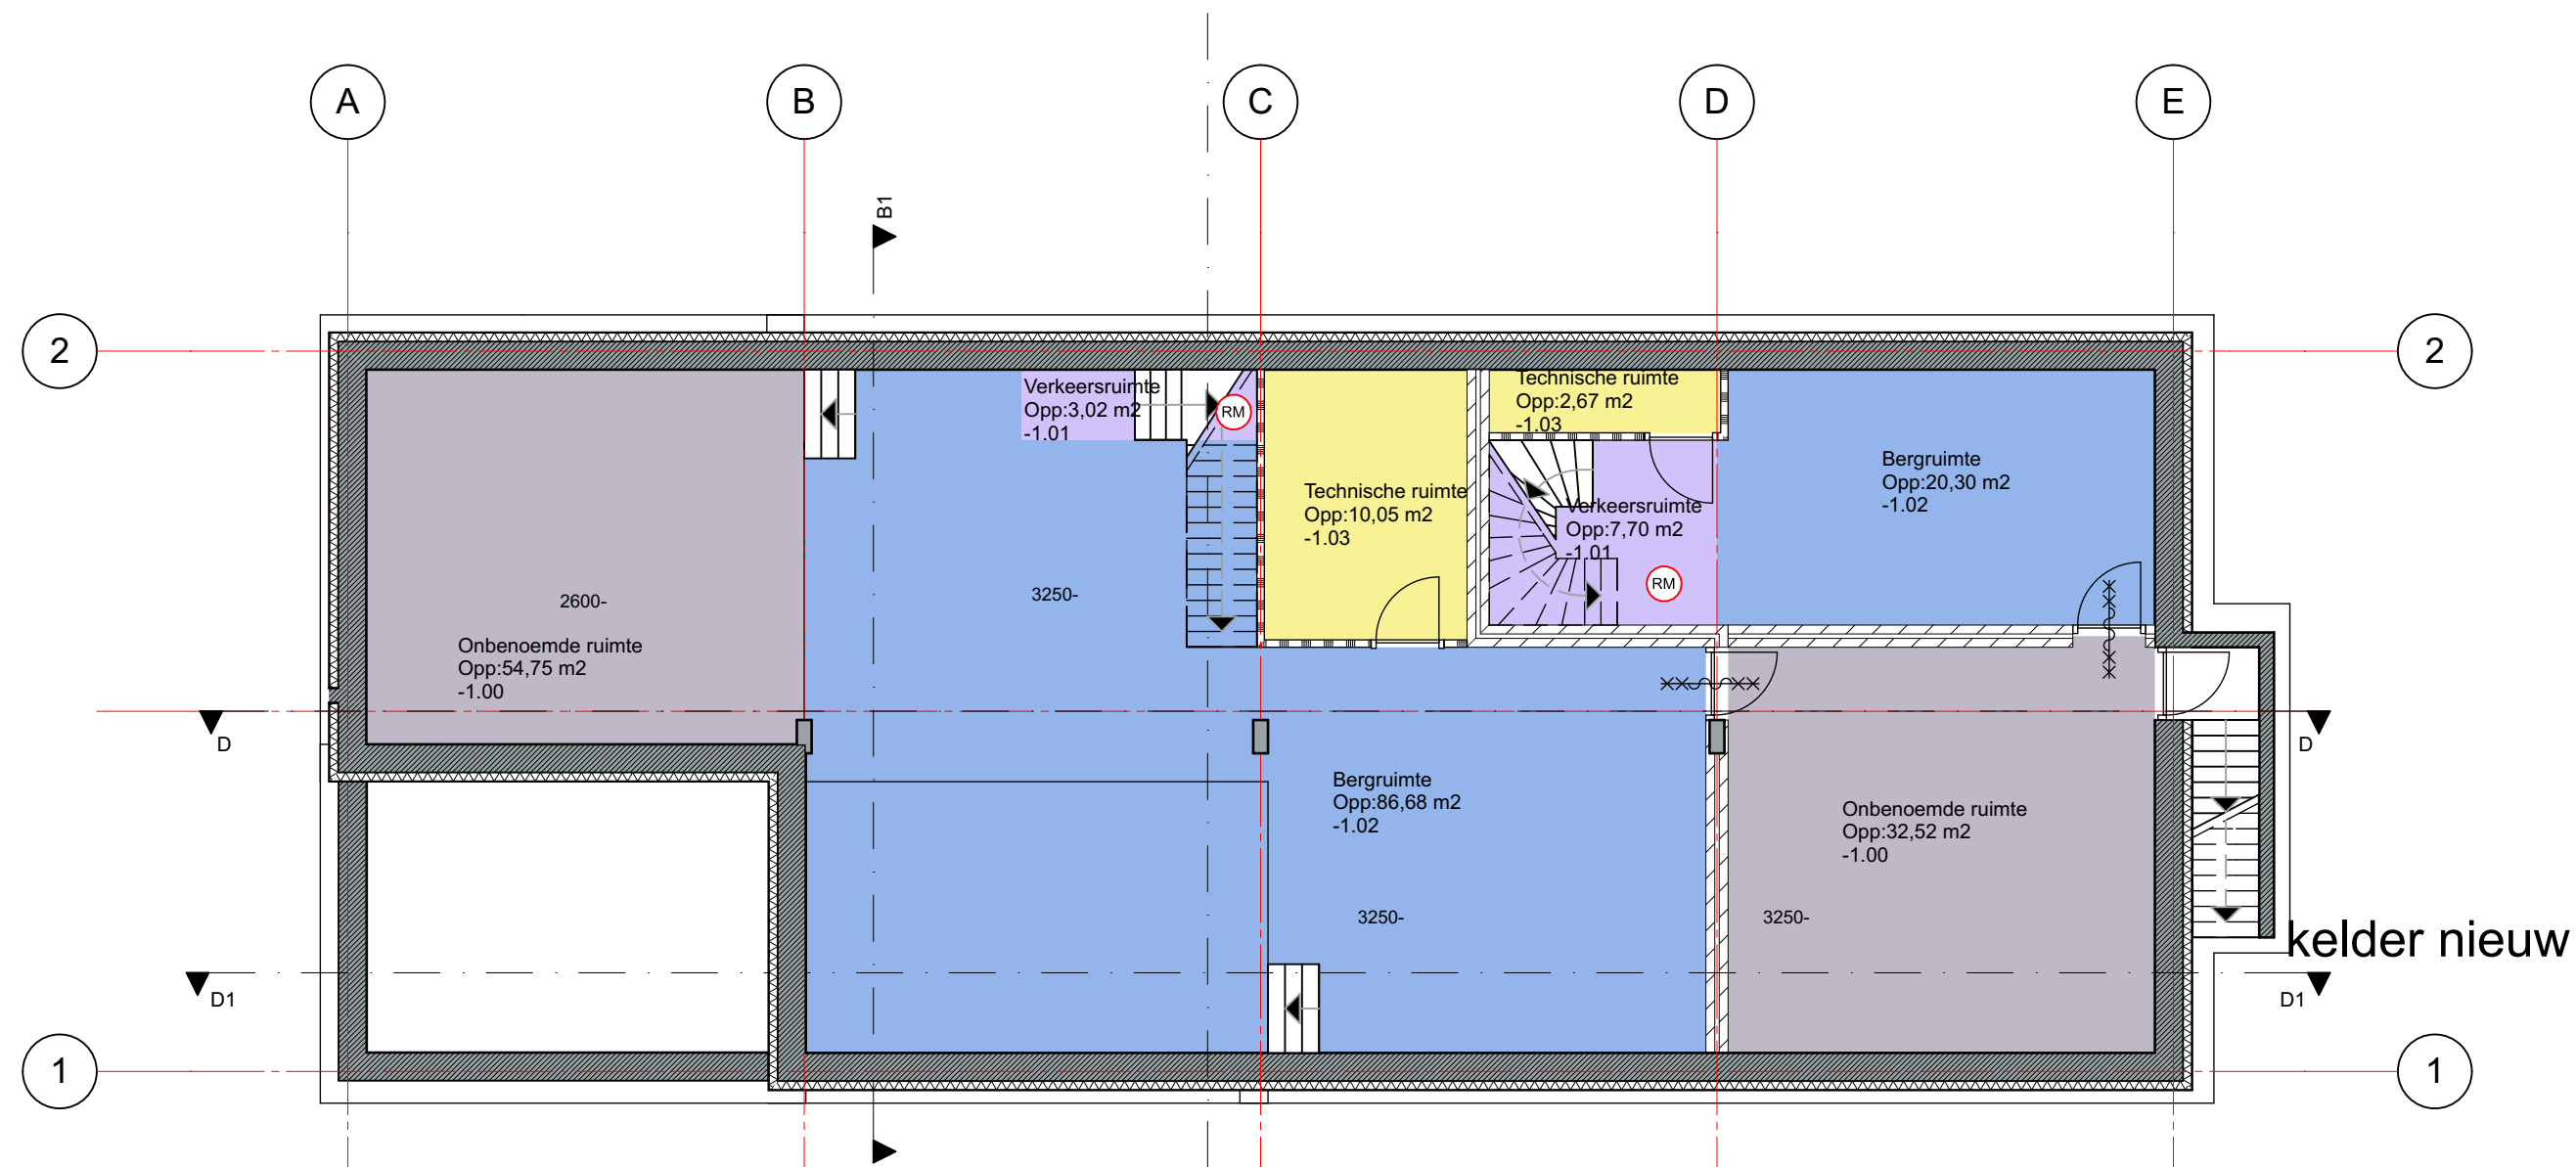 A
B
C
D
E
B1
2
2
Verkeersruimte
Opp:3,02 m2
-1.01
RM
Technische ruimte
Opp:2,67 m2
-1.03
Technische ruimte
Opp:10,05 m2
-1.03
Verkeersruimte
Opp:7,70 m2
-1.01
RM
Bergruimte
Opp:20,30 m2
-1.02
2600-
3250-
Onbenoemde ruimte
Opp:54,75 m2
-1.00
D
D
Bergruimte
Opp:86,68 m2
-1.02
Onbenoemde ruimte
Opp:32,52 m2
-1.00
3250-
3250-
kelder nieuw
D1
D1
1
1